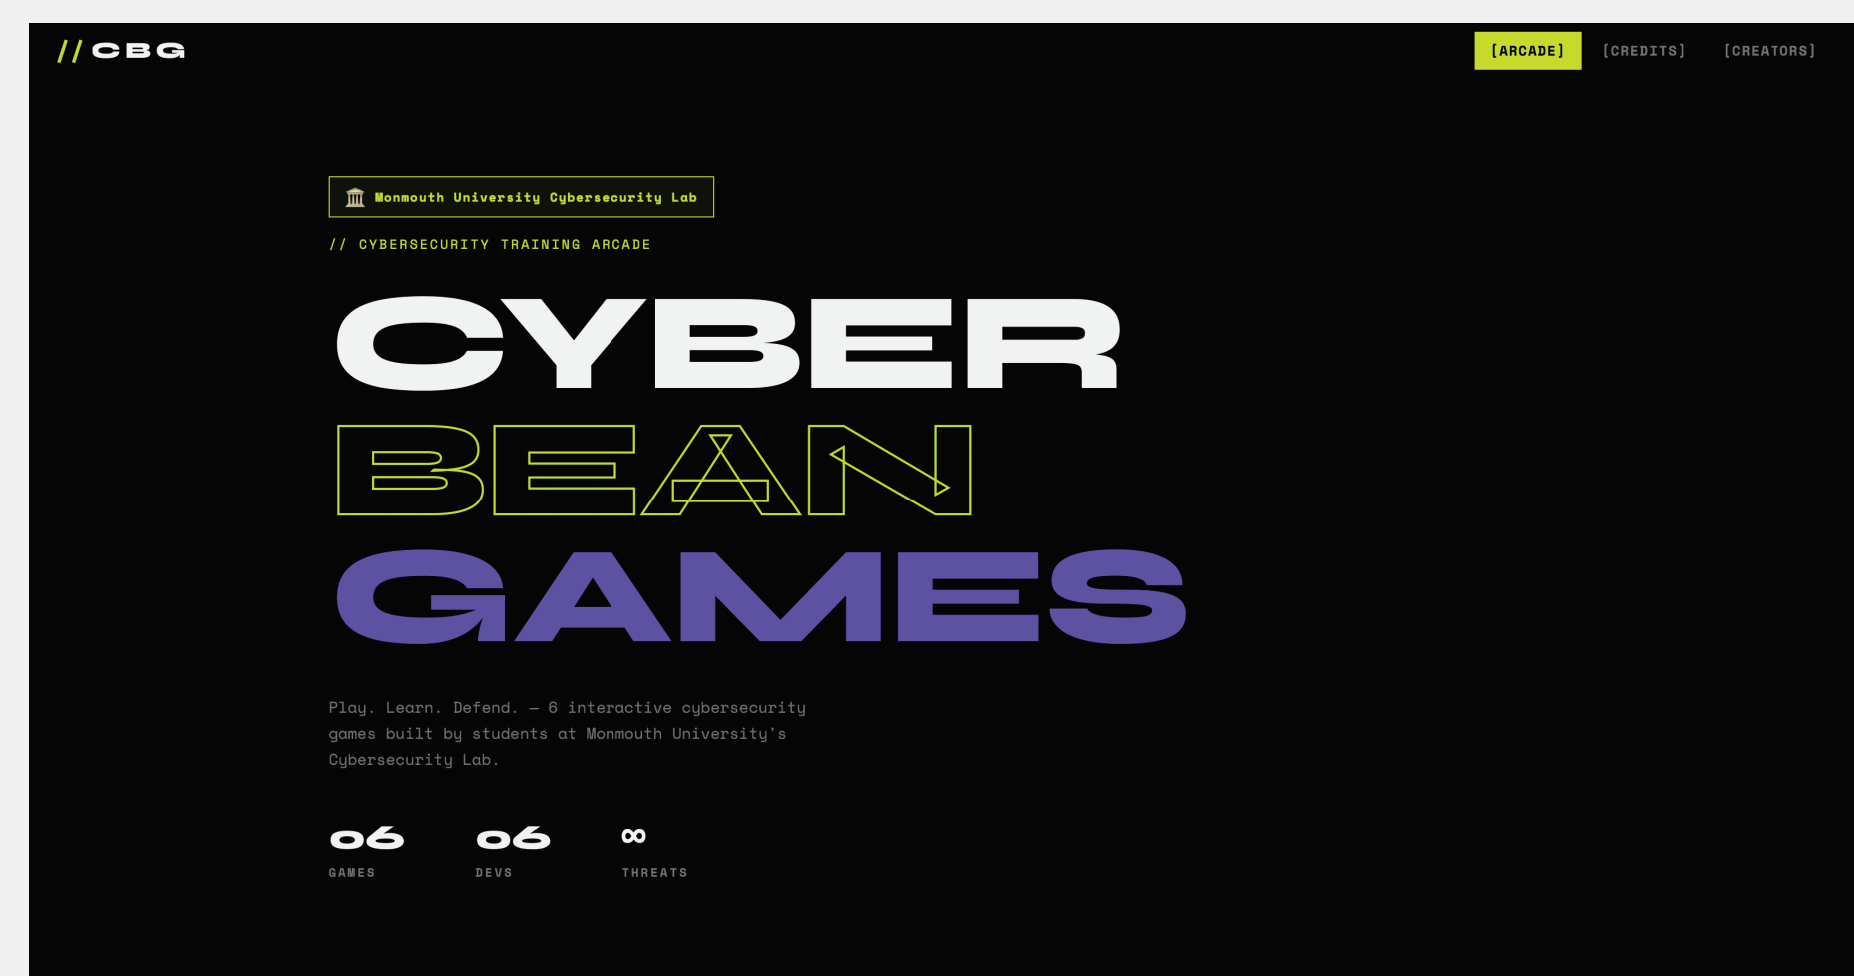 // CBG
[ARCADE] [CREDITS] [CREATORS]
Monmouth University Cybersecurity Lab
// CYBERSECURITY TRAINING ARCADE
CYBER
BEAN
GAMES
Play. Learn. Defend. — 6 interactive cybersecurity
games built by students at Monmouth University's
Cybersecurity Lab.
06 06 ∞
GAMES DEVS THREATS